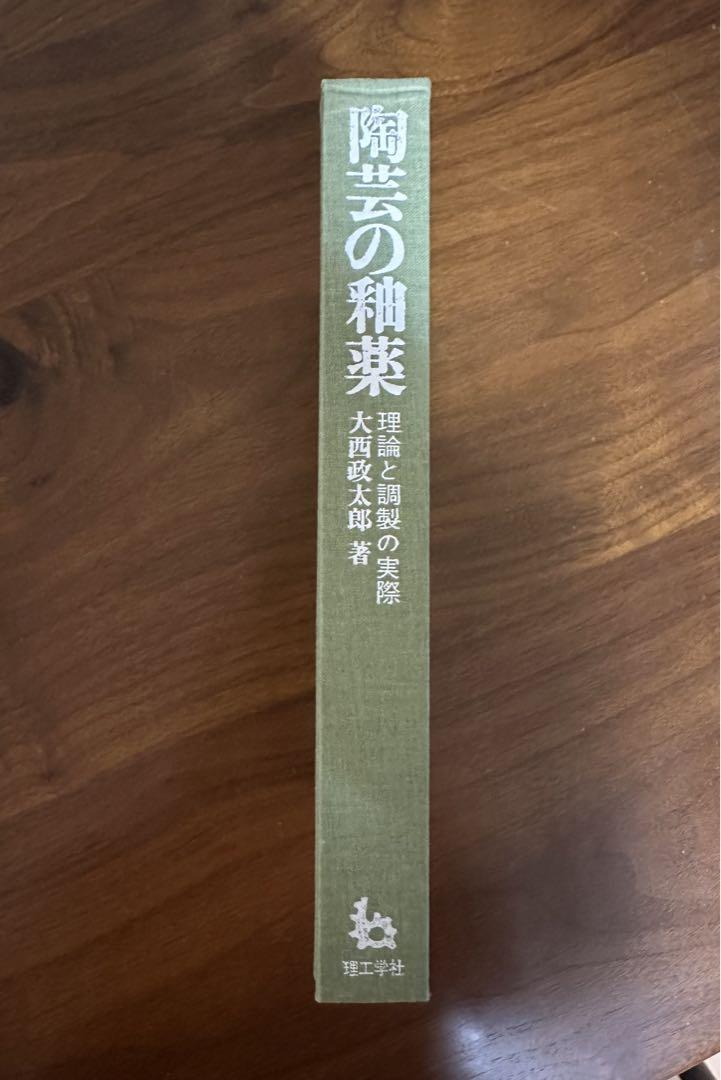 陶芸の釉薬
理論と調製の実際
大西政太郎 著
理工学社